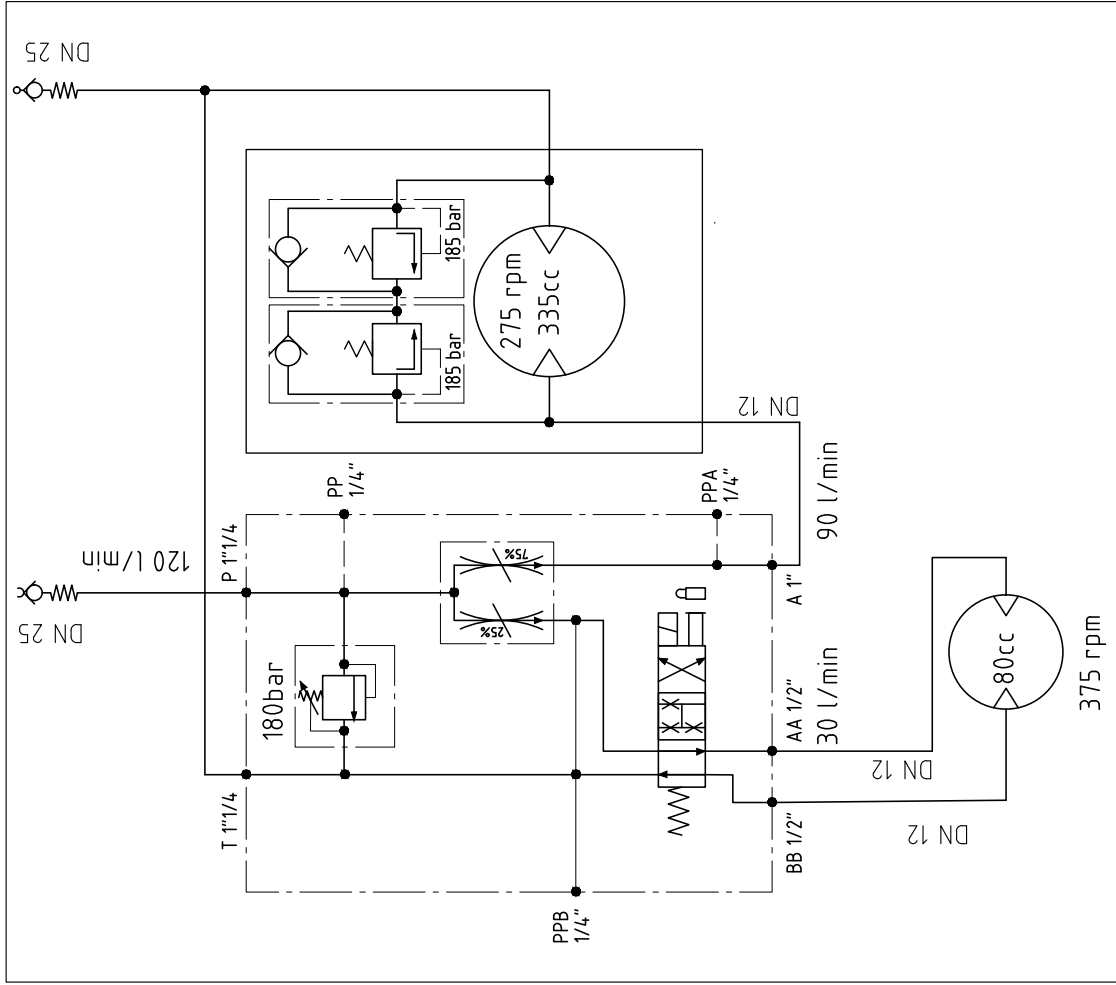 DN 25
DN 25
120 l/min
P 1"1/4
T 1"1/4
PP
1/4"
180bar
25%
75%
PPA
1/4"
PPB
1/4"
A 1"
AA 1/2"
BB 1/2"
90 l/min
30 l/min
DN 12
DN 12
DN 12
185 bar
185 bar
275 rpm
335cc
80cc
375 rpm